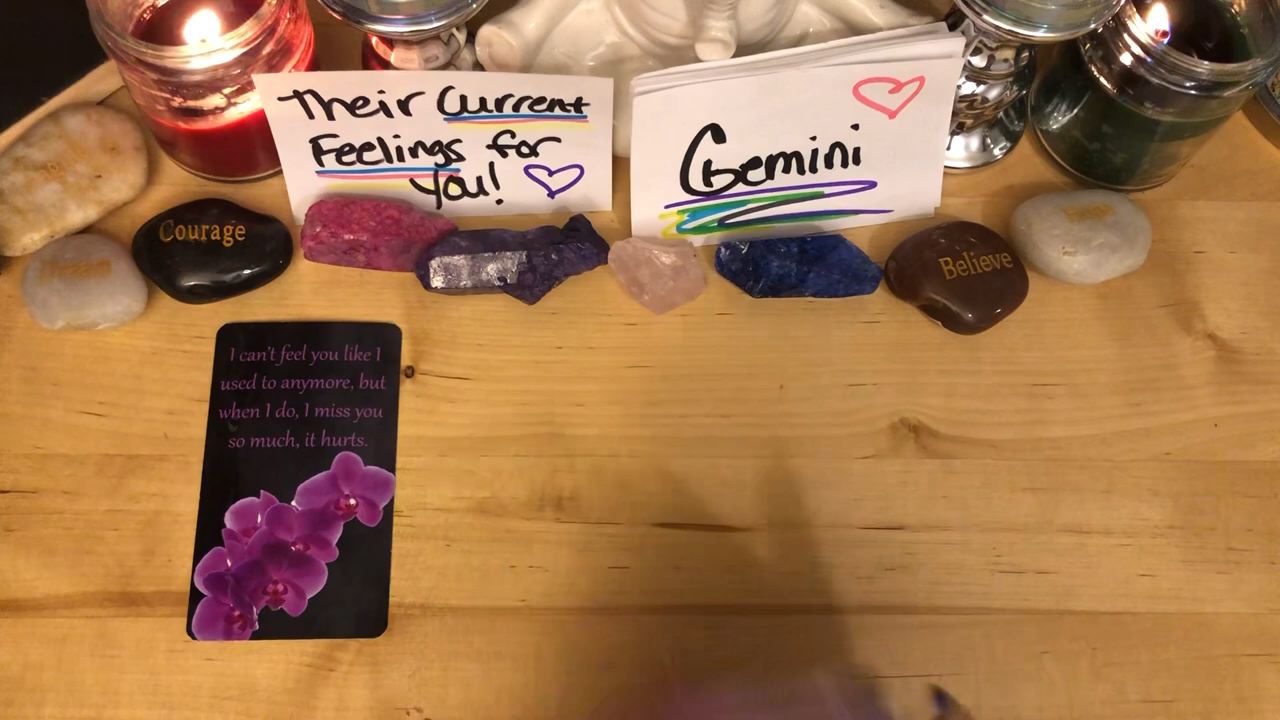 Their Current
Feelings for
You!
Gemini
Courage
Believe
I can't feel you like I
used to anymore, but
when I do, I miss you
so much, it hurts.